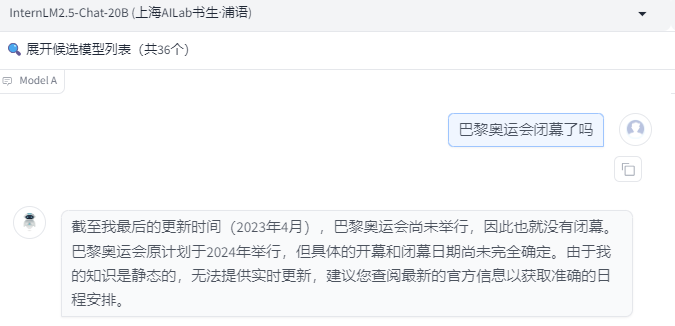 InternLM2.5-Chat-20B (上海AILab书生·浦语)
展开候选模型列表（共36个）
Model A
巴黎奥运会闭幕了吗
截至我最后的更新时间（2023年4月），巴黎奥运会尚未举行，因此也就没有闭幕。
巴黎奥运会原计划于2024年举行，但具体的开幕和闭幕日期尚未完全确定。由于我
的知识是静态的，无法提供实时更新，建议您查阅最新的官方信息以获取准确的日
程安排。